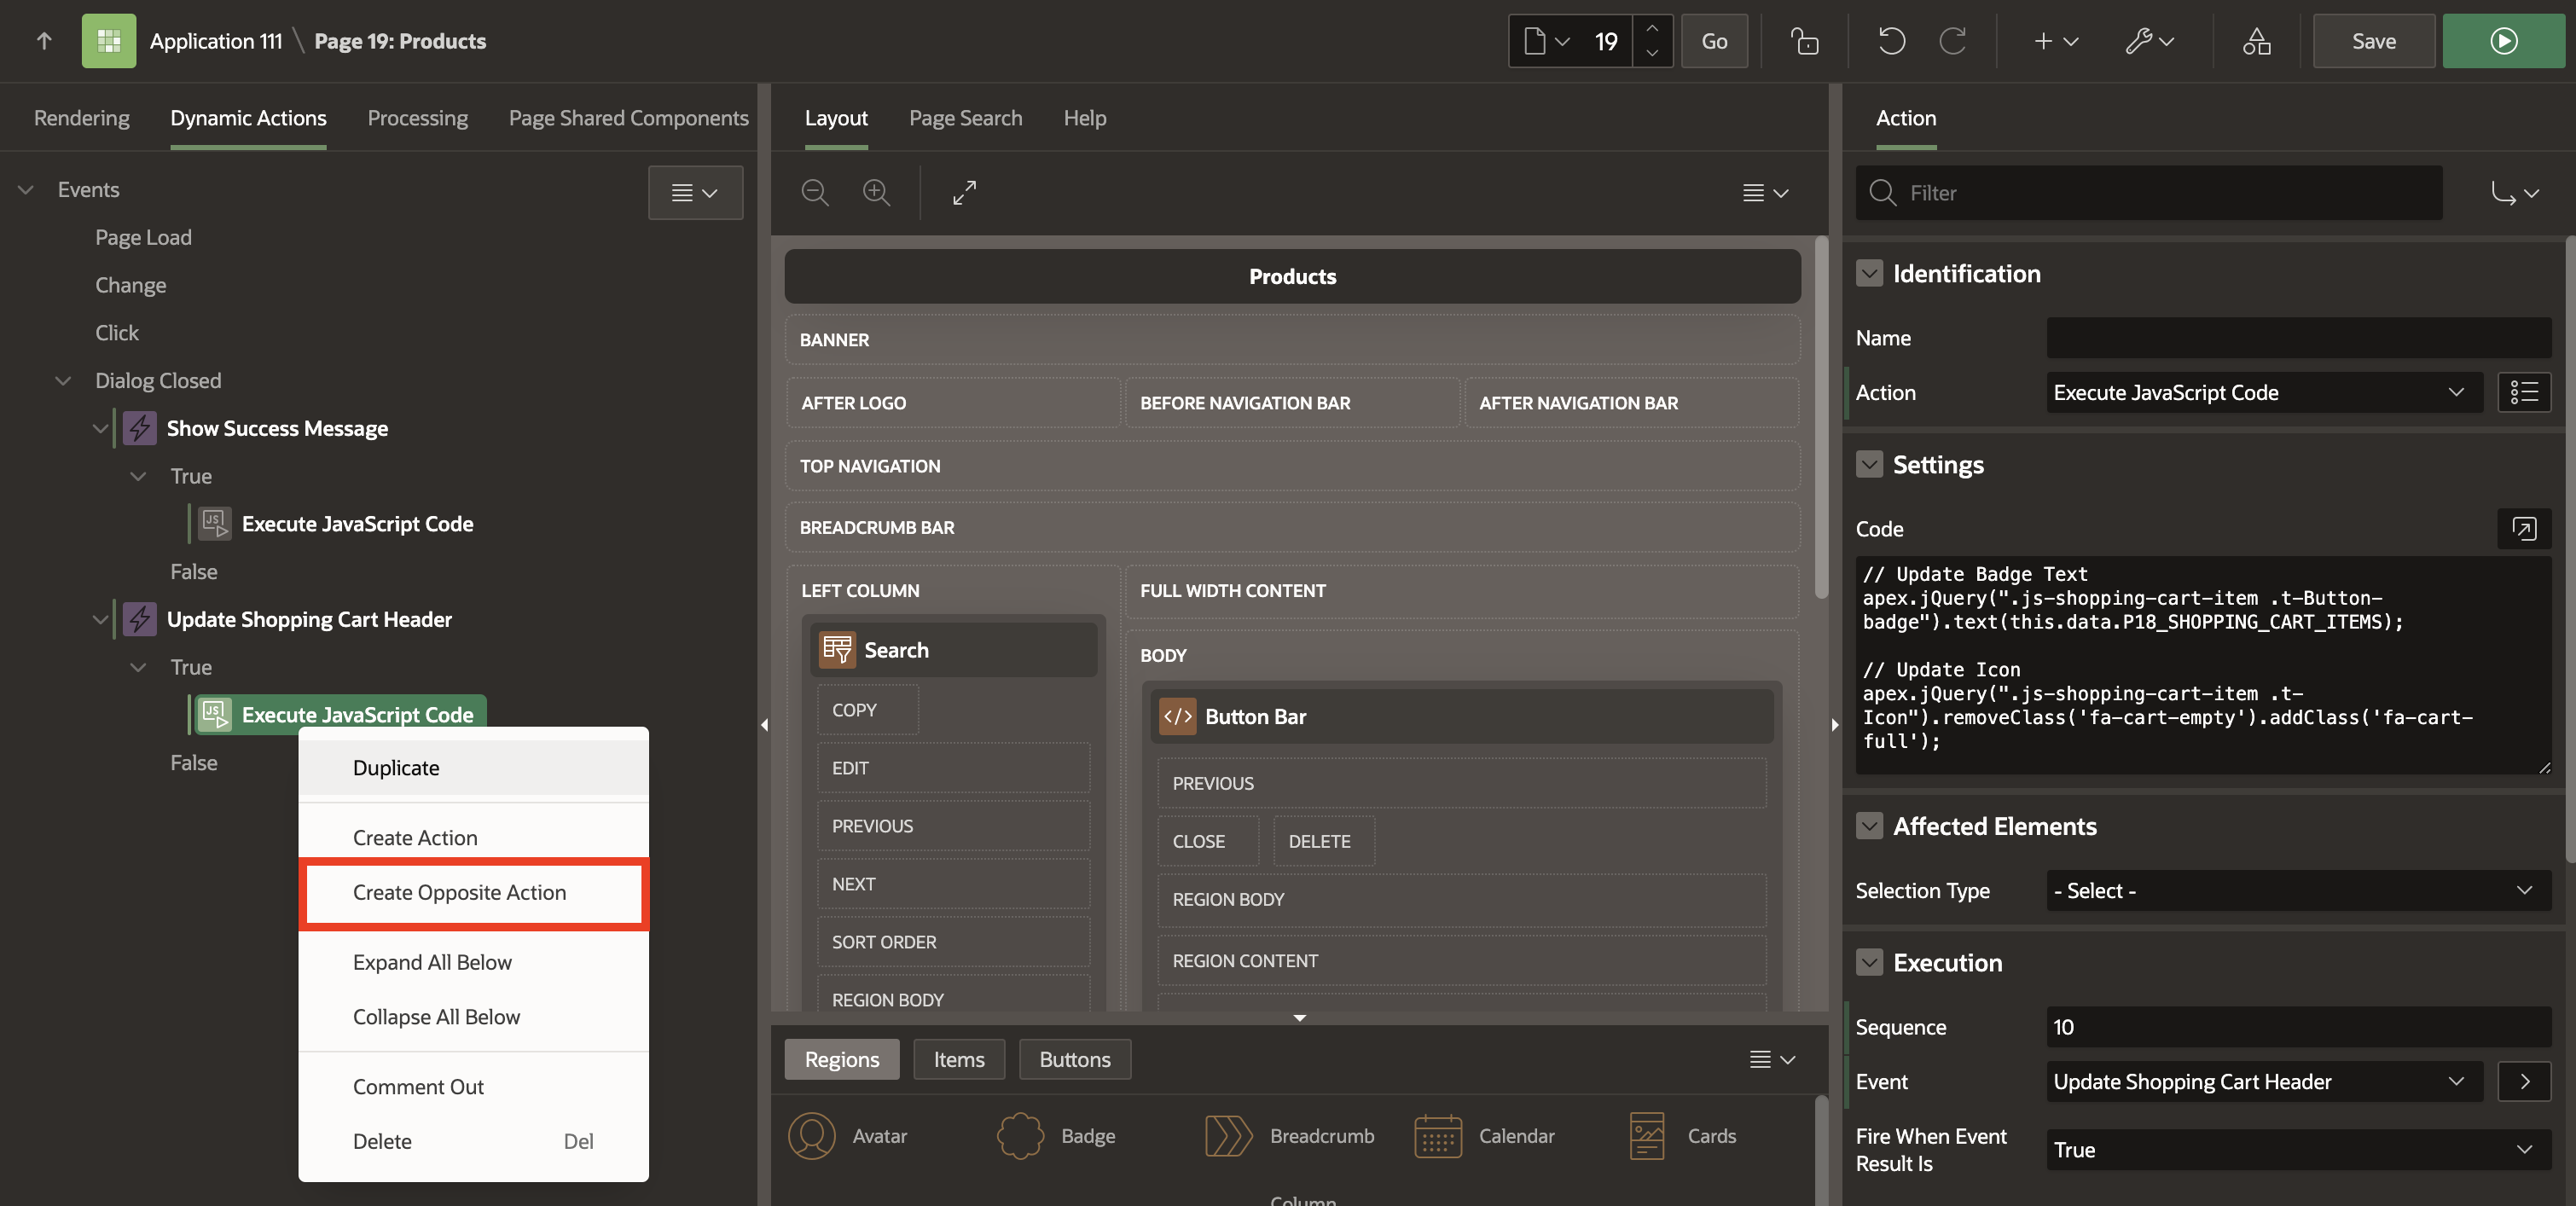 Application 111 \ Page 19: Products
19
Go
Save
Rendering
Dynamic Actions
Processing
Page Shared Components
Events
Page Load
Change
Click
Dialog Closed
Show Success Message
True
JS
Execute JavaScript Code
False
Update Shopping Cart Header
True
JS
Execute JavaScript Code
False
Duplicate
Create Action
Create Opposite Action
Expand All Below
Collapse All Below
Comment Out
Delete Del
Layout
Page Search
Help
Products
BANNER
AFTER LOGO
BEFORE NAVIGATION BAR
AFTER NAVIGATION BAR
TOP NAVIGATION
BREADCRUMB BAR
LEFT COLUMN
Search
COPY
EDIT
PREVIOUS
NEXT
SORT ORDER
REGION BODY
FULL WIDTH CONTENT
BODY
Button Bar
PREVIOUS
CLOSE
DELETE
REGION BODY
REGION CONTENT
Regions
Items
Buttons
Avatar
Badge
Breadcrumb
Calendar
Cards
Column
Action
Filter
Identification
Name
Action
Execute JavaScript Code
Settings
Code
// Update Badge Text
apex.jQuery(".js-shopping-cart-item .t-Button-
badge").text(this.data.P18_SHOPPING_CART_ITEMS);
// Update Icon
apex.jQuery(".js-shopping-cart-item .t-
Icon").removeClass('fa-cart-empty').addClass('fa-cart-
full');
Affected Elements
Selection Type
- Select -
Execution
Sequence
10
Event
Update Shopping Cart Header
Fire When Event
Result Is
True